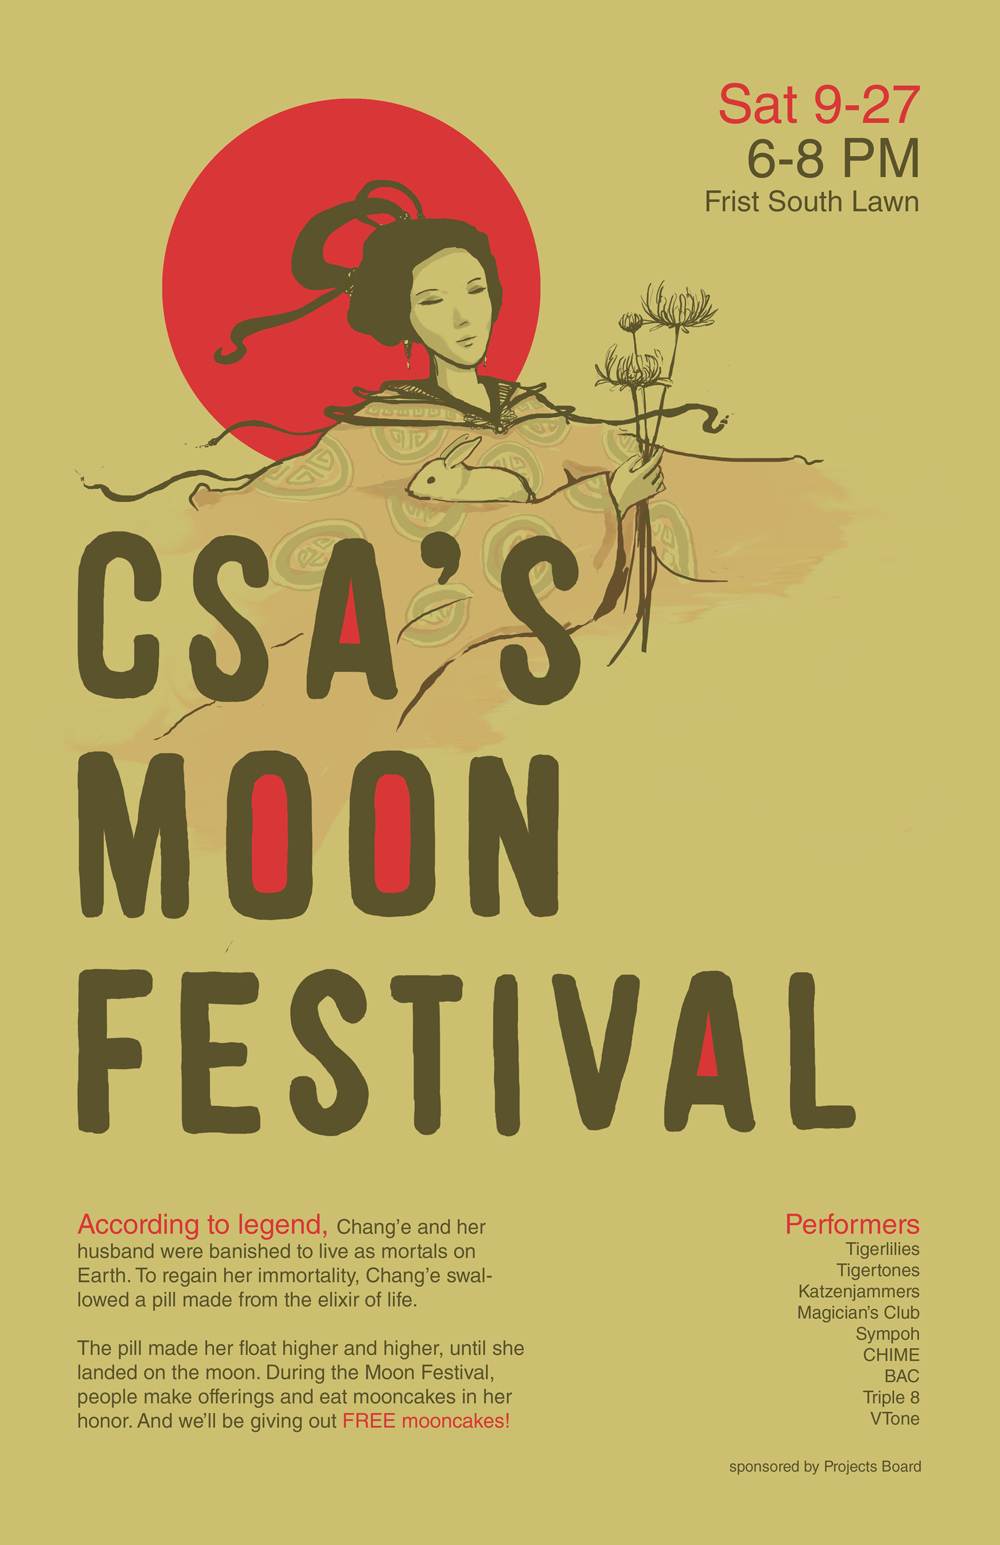 Sat 9-27
6-8 PM
Frist South Lawn
CSA'S
MOON
FESTIVAL
According to legend, Chang'e and her
husband were banished to live as mortals on
Earth. To regain her immortality, Chang'e swal-
lowed a pill made from the elixir of life.
The pill made her float higher and higher, until she
landed on the moon. During the Moon Festival,
people make offerings and eat mooncakes in her
honor. And we'll be giving out FREE mooncakes!
Performers
Tigerlilies
Tigertones
Katzenjammers
Magician's Club
Sympoh
CHIME
BAC
Triple 8
VTone
sponsored by Projects Board